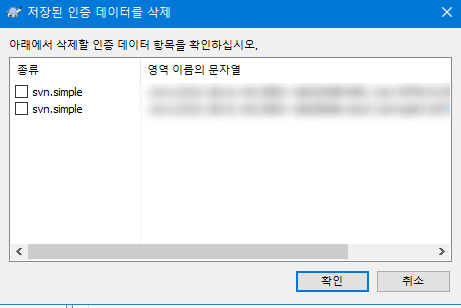 저장된 인증 데이터를 삭제
아래에서 삭제할 인증 데이터 항목을 확인하십시오.
종류 영역 이름의 문자열
svn.simple
svn.simple
확인 취소